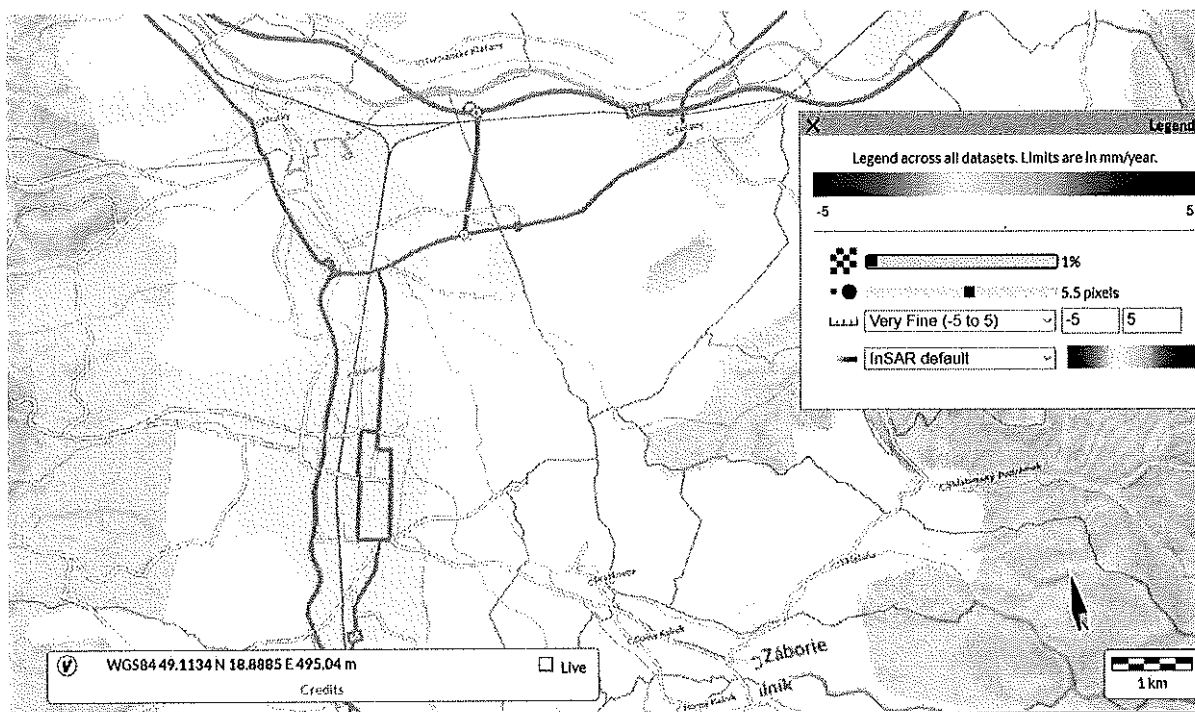 Legend
Legend across all datasets. Limits are in mm/year.
-5
5
1%
5.5 pixels
Very Fine (-5 to 5)
-5
5
InSAR default
Záborie
WGS84 49.1134 N 18.8885 E 495.04 m
Live
Credits
1 km